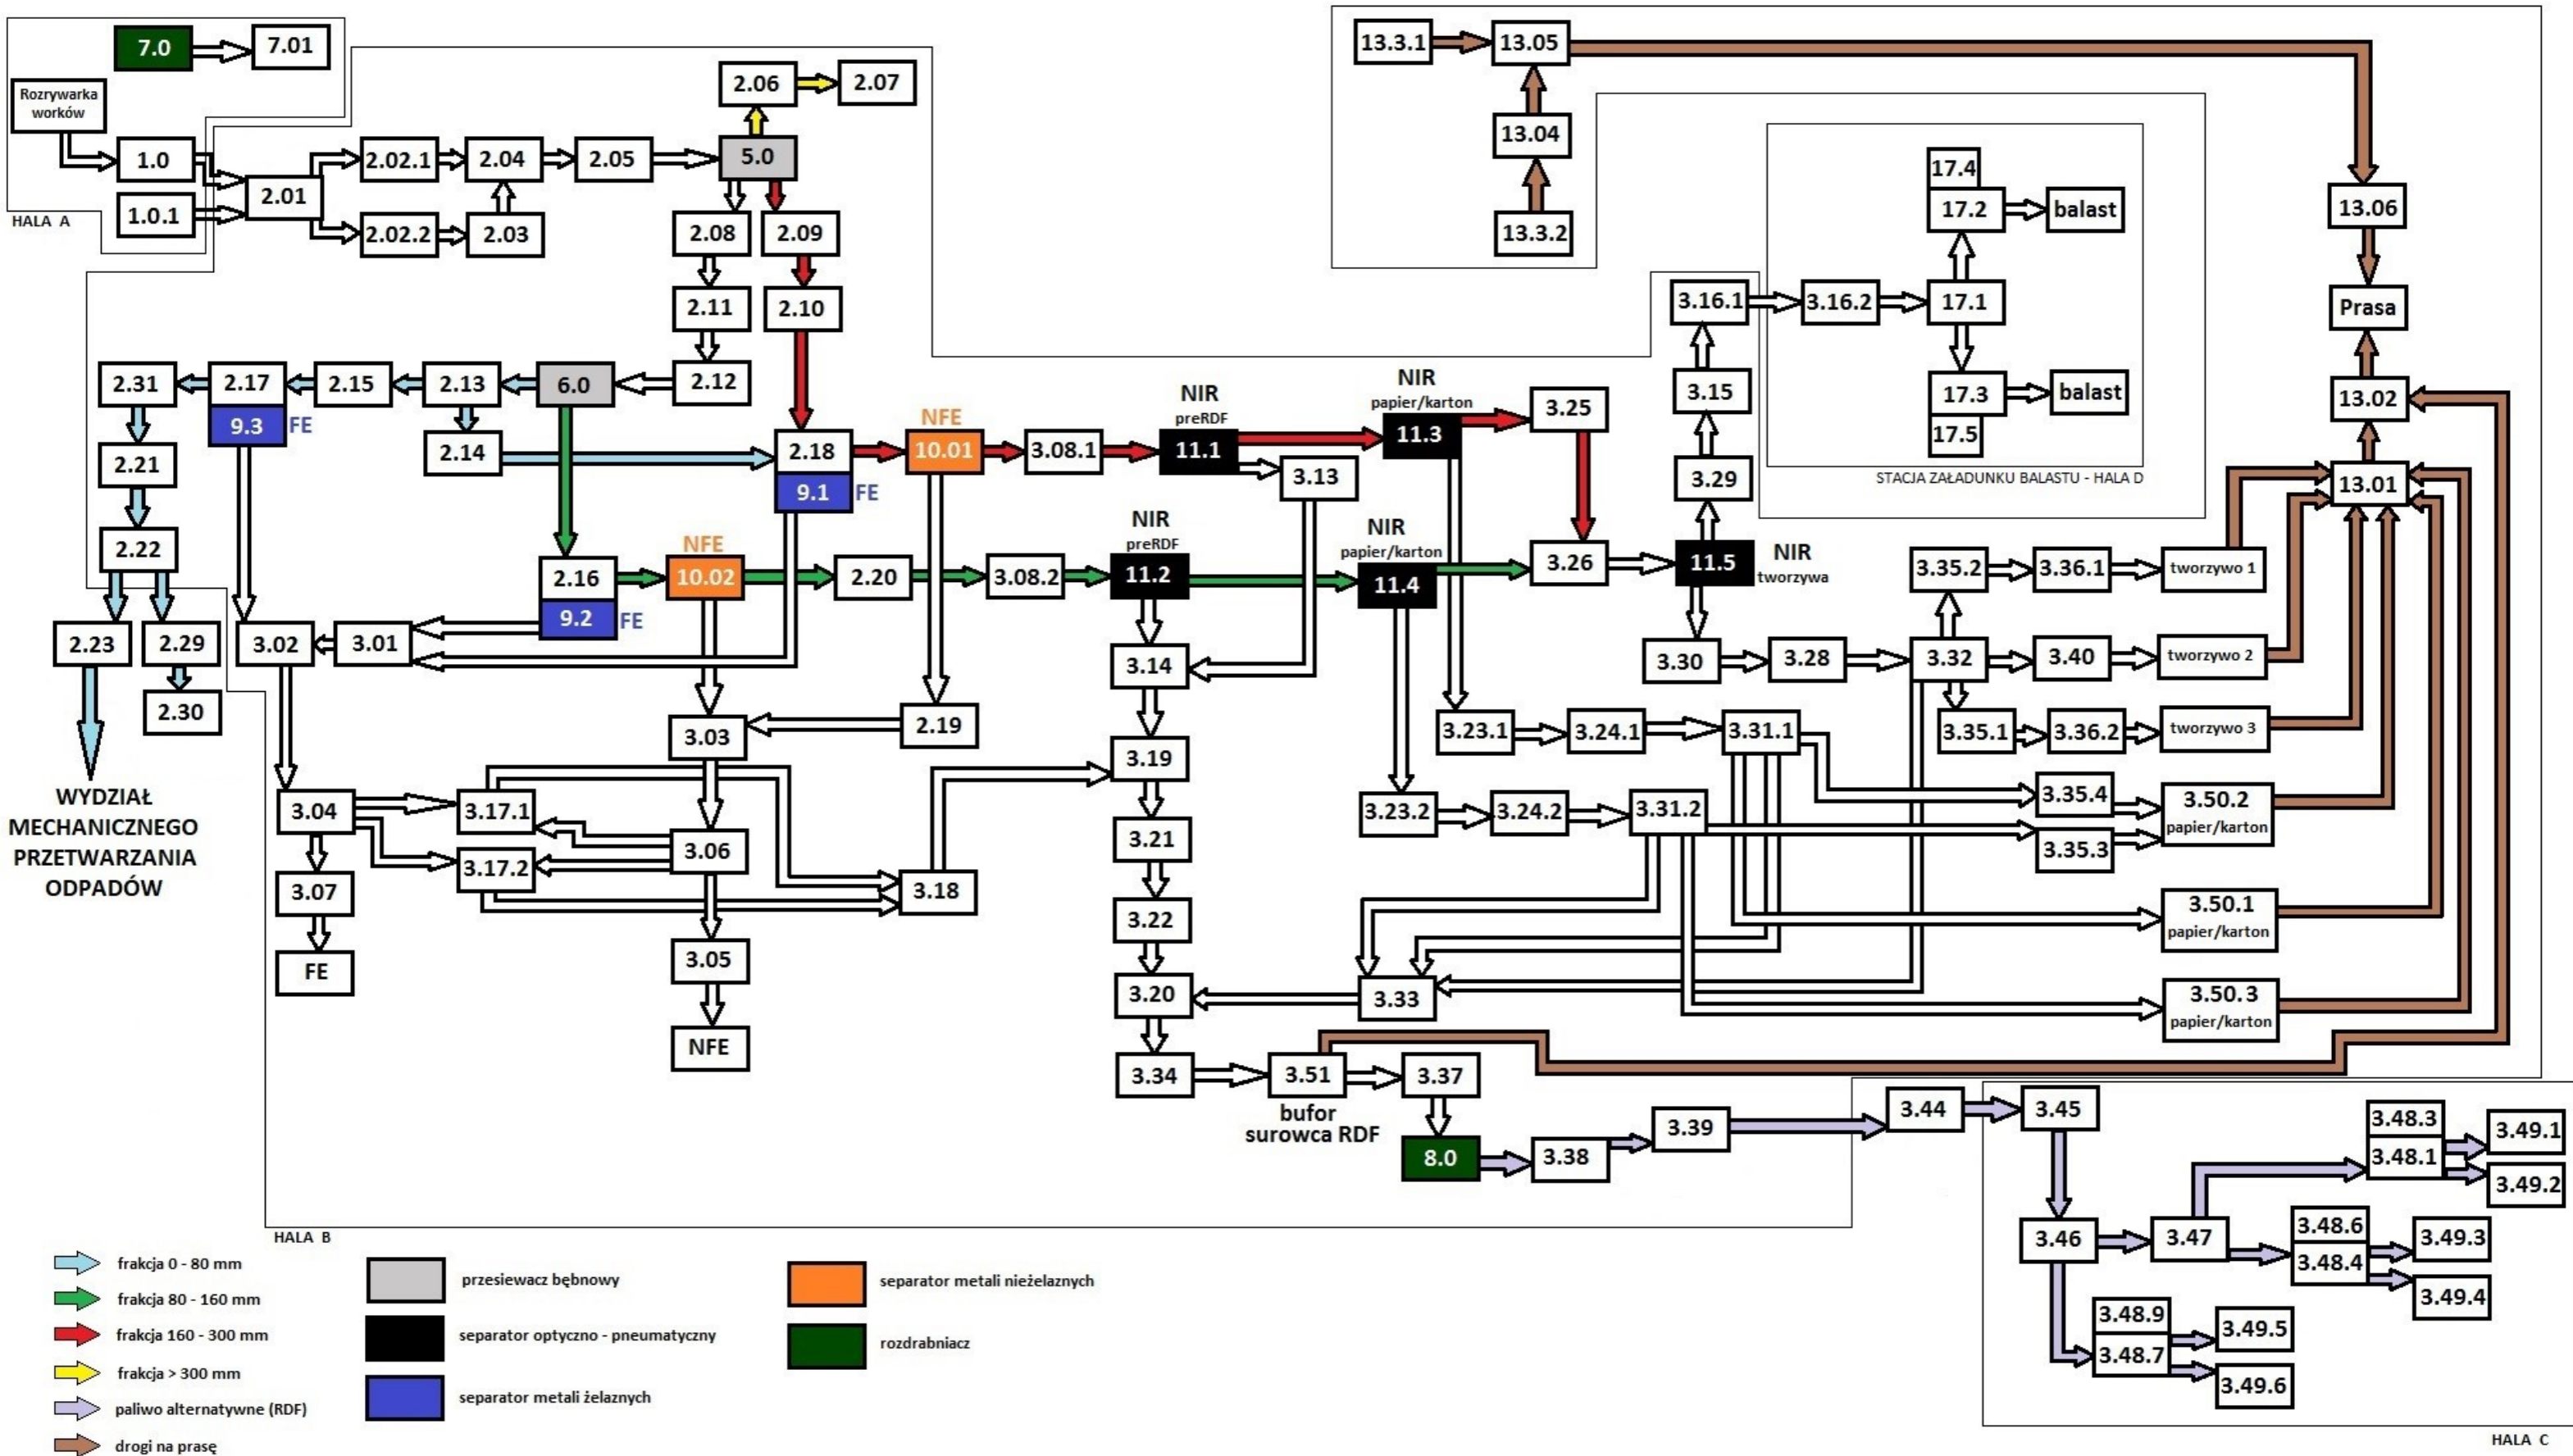 7.0
7.01
Rozrywarka
worków
1.0
1.0.1
HALA A
2.01
2.02.1
2.02.2
2.03
2.04
2.05
5.0
2.06
2.07
2.08
2.09
2.11
2.10
2.12
6.0
2.13
2.15
2.17
9.3
FE
2.31
2.14
2.21
2.22
2.23
2.29
2.30
WYDZIAŁ
MECHANICZNEGO
PRZETWARZANIA
ODPADÓW
2.18
9.1
FE
NFE
10.01
3.08.1
NIR
preRDF
11.1
NIR
papier/karton
11.3
3.25
3.13
2.16
9.2
FE
NFE
10.02
2.20
3.08.2
NIR
preRDF
11.2
NIR
papier/karton
11.4
3.26
11.5
NIR
tworzywa
3.29
3.15
3.16.1
3.16.2
17.1
17.4
17.2
balast
17.3
17.5
balast
STACJA ZAŁADUNKU BALASTU - HALA D
13.3.1
13.05
13.04
13.3.2
13.06
Prasa
13.02
13.01
3.02
3.01
3.03
2.19
3.04
3.17.1
3.17.2
3.06
3.18
3.07
FE
3.05
NFE
3.14
3.19
3.21
3.22
3.20
3.34
3.51
bufor
surowca RDF
3.37
8.0
3.38
3.39
3.44
3.30
3.28
3.32
3.35.2
3.36.1
tworzywo 1
3.40
tworzywo 2
3.35.1
3.36.2
tworzywo 3
3.23.1
3.24.1
3.31.1
3.23.2
3.24.2
3.31.2
3.35.4
3.35.3
3.50.2
papier/karton
3.50.1
papier/karton
3.50.3
papier/karton
3.33
3.45
3.46
3.47
3.48.3
3.48.1
3.49.1
3.49.2
3.48.6
3.48.4
3.49.3
3.49.4
3.48.9
3.48.7
3.49.5
3.49.6
HALA C
HALA B
frakcja 0 - 80 mm
frakcja 80 - 160 mm
frakcja 160 - 300 mm
frakcja > 300 mm
paliwo alternatywne (RDF)
drogi na prasę
przesiewacz bębnowy
separator optyczno - pneumatyczny
separator metali żelaznych
separator metali nieżelaznych
rozdrabniacz